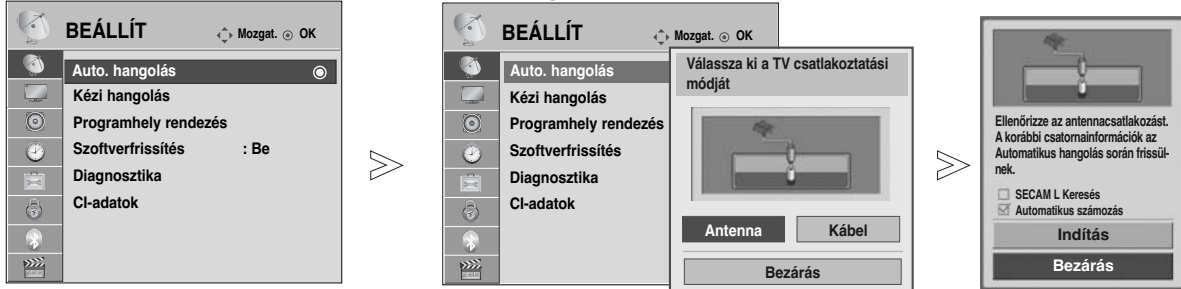 BEÁLLÍT
Mozgat. OK
Auto. hangolás
Kézi hangolás
Programhely rendezés
Szoftverfrissítés : Be
Diagnosztika
CI-adatok
BEÁLLÍT
Mozgat. OK
Auto. hangolás
Kézi hangolás
Programhely rendezés
Szoftverfrissítés
Diagnosztika
CI-adatok
Válassza ki a TV csatlakoztatási
módját
Antenna
Kábel
Bezárás
Ellenőrizze az antennacsatlakozást.
A korábbi csatornainformációk az
Automatikus hangolás során frissül-
nek.
SECAM L Keresés
Automatikus számozás
Indítás
Bezárás